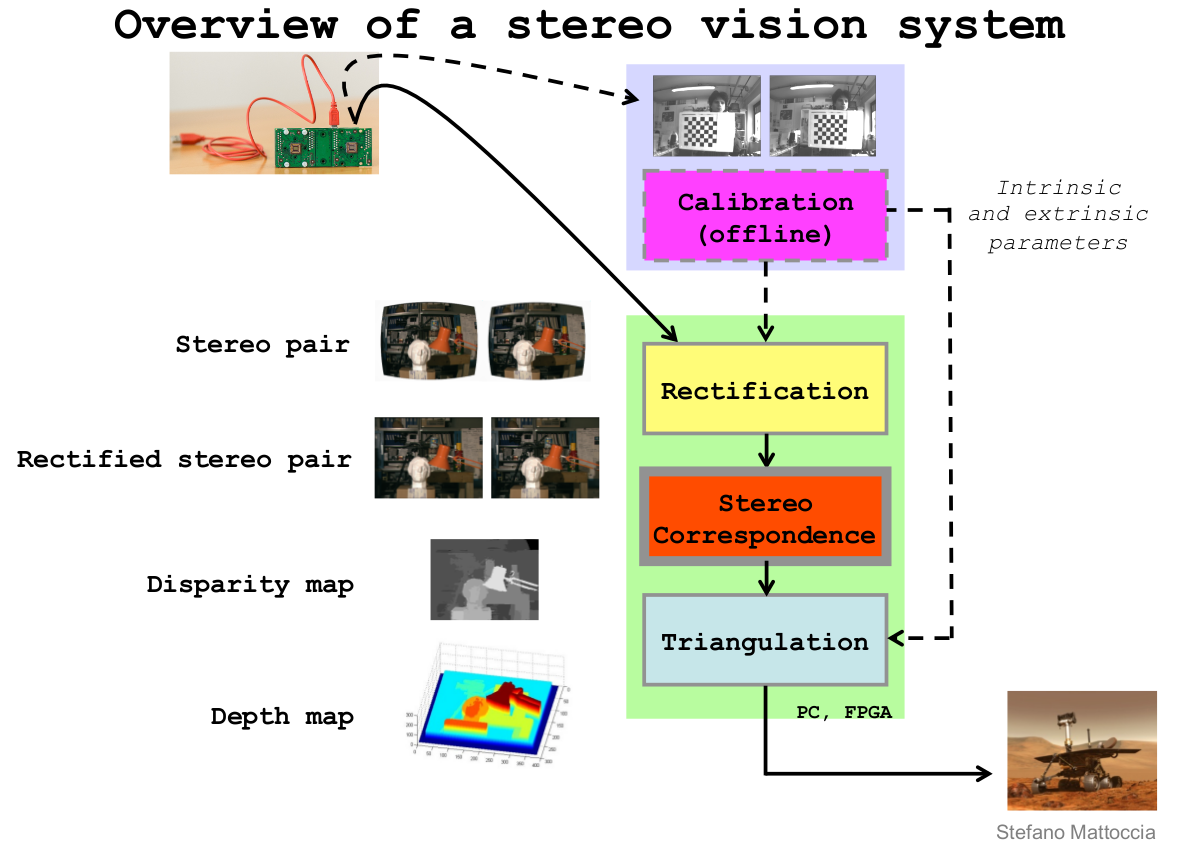 Overview of a stereo vision system
Calibration
(offline)
Intrinsic
and extrinsic
parameters
Stereo pair
Rectification
Rectified stereo pair
Stereo
Correspondence
Disparity map
Triangulation
Depth map
PC, FPGA
Stefano Mattoccia